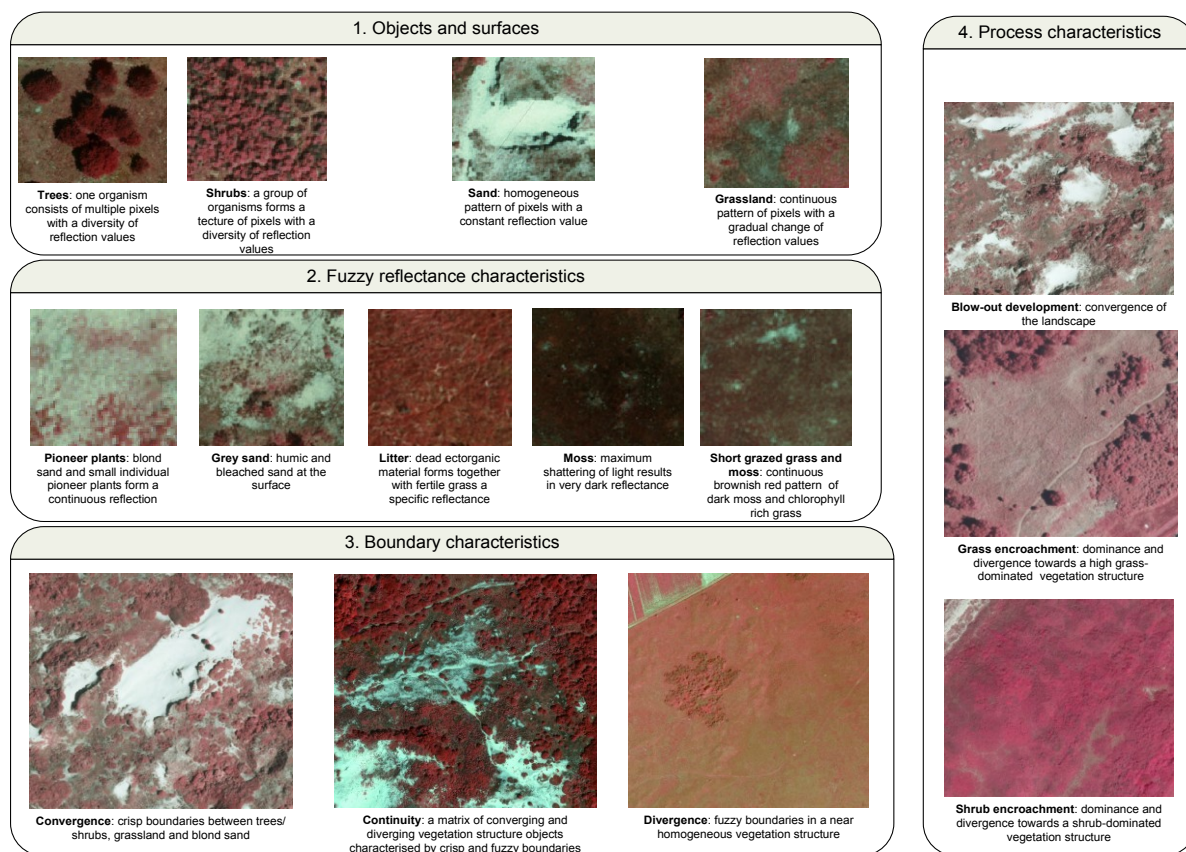 1. Objects and surfaces
Trees: one organism
consists of multiple pixels
with a diversity of
reflection values
Shrubs: a group of
organisms forms a
tecture of pixels with a
diversity of reflection
values
Sand: homogeneous
pattern of pixels with a
constant reflection value
Grassland: continuous
pattern of pixels with a
gradual change of
reflection values
2. Fuzzy reflectance characteristics
Pioneer plants: blond
sand and small individual
pioneer plants form a
continuous reflection
Grey sand: humic and
bleached sand at the
surface
Litter: dead ectorganic
material forms together
with fertile grass a
specific reflectance
Moss: maximum
shattering of light results
in very dark reflectance
Short grazed grass and
moss: continuous
brownish red pattern of
dark moss and chlorophyll
rich grass
3. Boundary characteristics
Convergence: crisp boundaries between trees/
shrubs, grassland and blond sand
Continuity: a matrix of converging and
diverging vegetation structure objects
characterised by crisp and fuzzy boundaries
Divergence: fuzzy boundaries in a near
homogeneous vegetation structure
4. Process characteristics
Blow-out development: convergence of
the landscape
Grass encroachment: dominance and
divergence towards a high grass-
dominated vegetation structure
Shrub encroachment: dominance and
divergence towards a shrub-dominated
vegetation structure